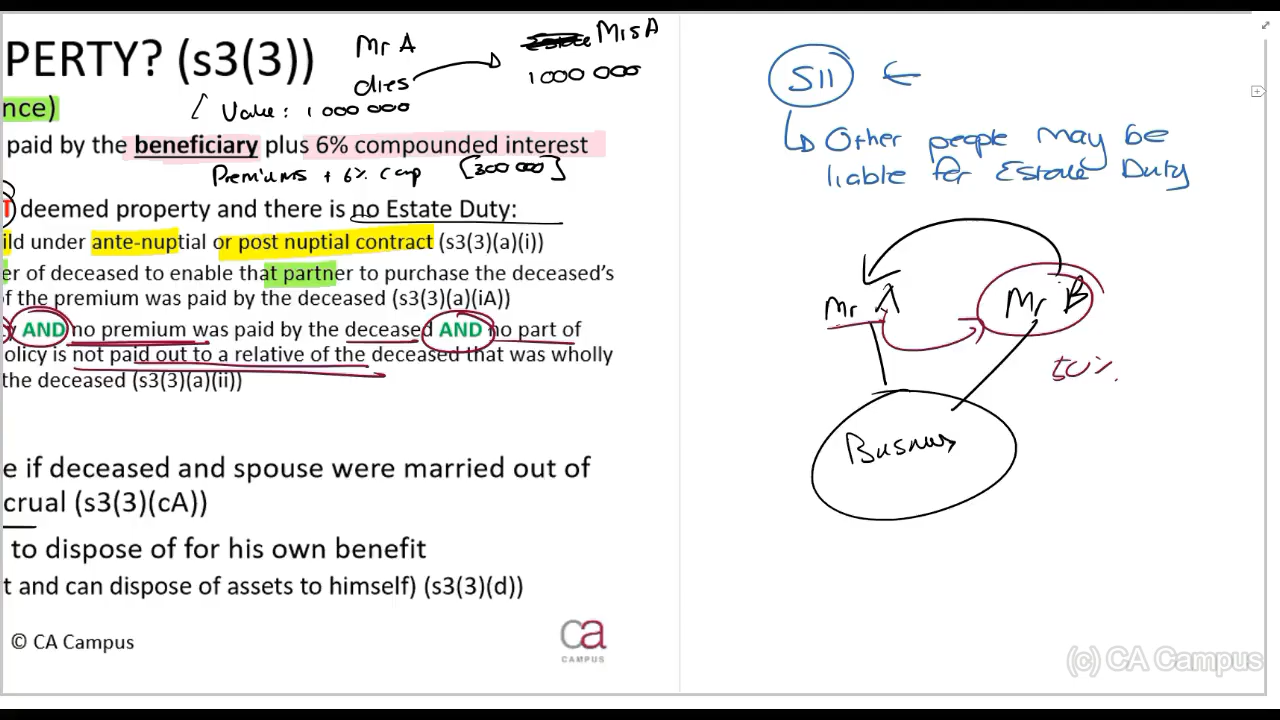 PERTY? (s3(3))
Mr A
dies
Value: 1 000 000
Mrs A
1 000 000
nce)
paid by the beneficiary plus 6% compounded interest
Premiums + 6% comp [300 000]
T deemed property and there is no Estate Duty:
ild under ante-nuptial or post nuptial contract (s3(3)(a)(i))
er of deceased to enable that partner to purchase the deceased's
f the premium was paid by the deceased (s3(3)(a)(iA))
y AND no premium was paid by the deceased AND no part of
olicy is not paid out to a relative of the deceased that was wholly
the deceased (s3(3)(a)(ii))
e if deceased and spouse were married out of
crual (s3(3)(cA))
to dispose of for his own benefit
t and can dispose of assets to himself) (s3(3)(d))
© CA Campus
ca
CAMPUS
S11
Other people may be
liable for Estate Duty
Mr A
Mr B
50%
Business
(c) CA Campus